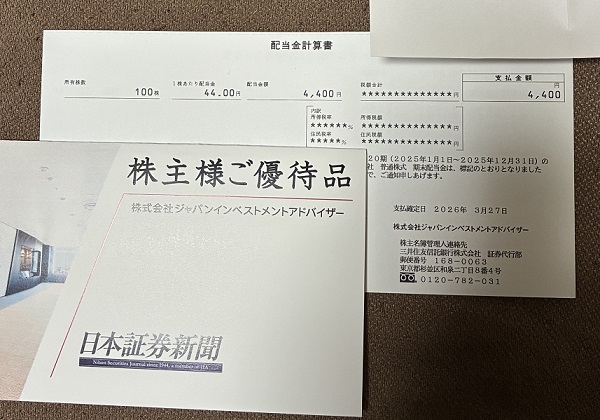 配当金計算書
所有株数
100株
1株あたり配当金
44.00円
配当金額
4,400円
税額合計
**************円
支払金額
円
4,400
内訳
所得税率
******%
所得税額
************円
住民税率
******%
住民税額
************円
20期(2025年1月1日~2025年12月31日)の
社 普通株式 期末配当金は、標記のとおりとなりました
で、ご通知申しあげます。
支払確定日 2026年 3月27日
株式会社ジャパンインベストメントアドバイザー
株主名簿管理人連絡先
三井住友信託銀行株式会社 証券代行部
郵便番号 168-0063
東京都杉並区和泉二丁目8番4号
0120-782-031
株主様ご優待品
株式会社ジャパンインベストメントアドバイザー
日本証券新聞
Nihon Securities Journal since 1944, a member of JIA